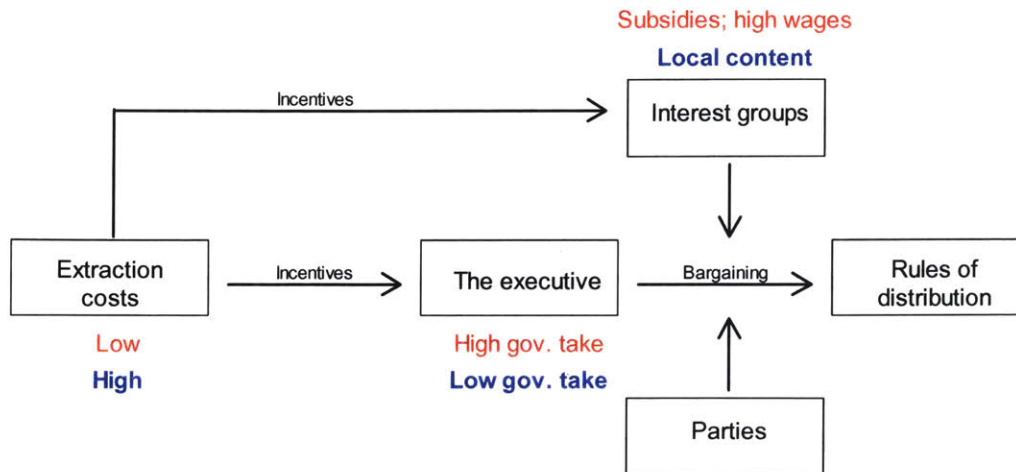 Subsidies; high wages
Local content
Incentives
Interest groups
Extraction
costs
Incentives
The executive
Bargaining
Rules of
distribution
Low
High
High gov. take
Low gov. take
Parties